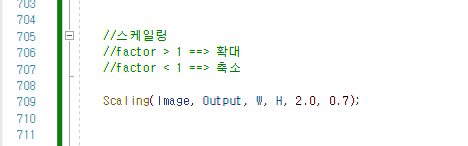 703
704
705 //스케일링
706 //factor > 1 ==> 확대
707 //factor < 1 ==> 축소
708
709 Scaling(Image, Output, W, H, 2.0, 0.7);
710
711